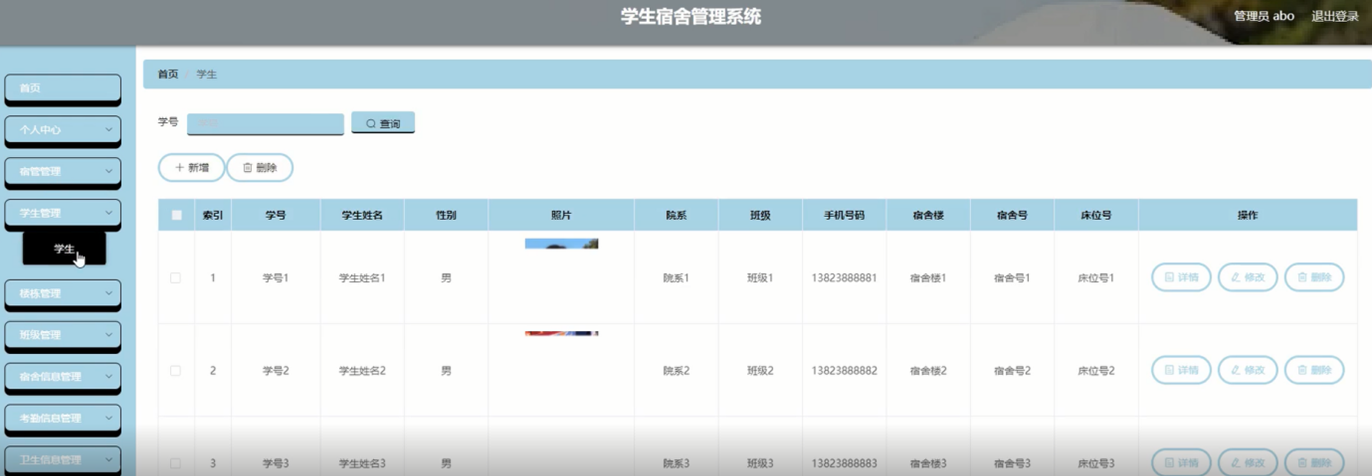 学生宿舍管理系统
管理员 abo 退出登录
首页
个人中心
宿管管理
学生管理
学生
楼栋管理
班级管理
宿舍信息管理
考勤信息管理
卫生信息管理
首页 / 学生
学号 查询
新增 删除
索引 学号 学生姓名 性别 照片 院系 班级 手机号码 宿舍楼 宿舍号 床位号 操作
1 学号1 学生姓名1 男 院系1 班级1 13823888881 宿舍楼1 宿舍号1 床位号1 详情 修改 删除
2 学号2 学生姓名2 男 院系2 班级2 13823888882 宿舍楼2 宿舍号2 床位号2 详情 修改 删除
3 学号3 学生姓名3 男 院系3 班级3 13823888883 宿舍楼3 宿舍号3 床位号3 详情 修改 删除